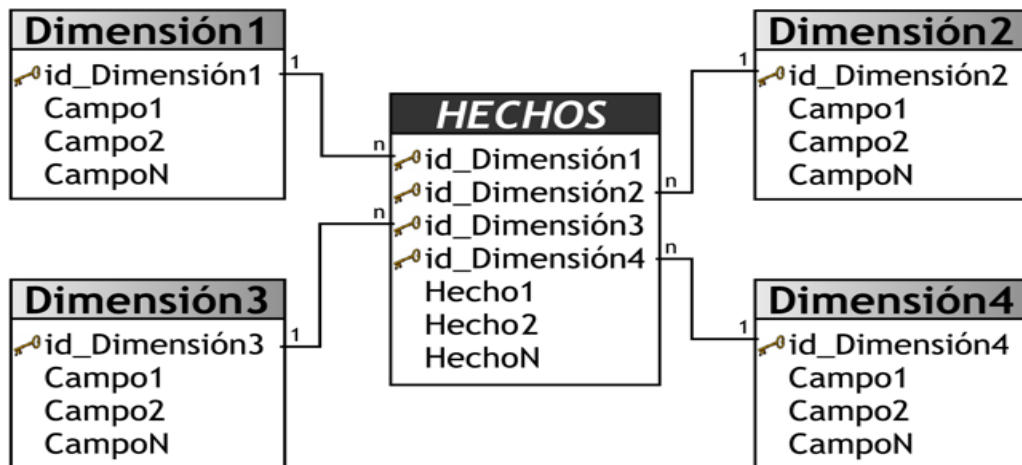 Dimensión1
id_Dimensión1
Campo1
Campo2
CampoN
1
n
HECHOS
id_Dimensión1
id_Dimensión2
id_Dimensión3
id_Dimensión4
Hecho1
Hecho2
HechoN
Dimensión2
id_Dimensión2
Campo1
Campo2
CampoN
1
n
Dimensión3
id_Dimensión3
Campo1
Campo2
CampoN
1
n
Dimensión4
id_Dimensión4
Campo1
Campo2
CampoN
1
n